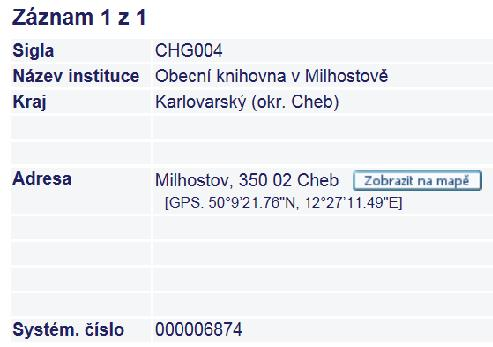 Záznam 1 z 1
Sigla CHG004
Název instituce Obecní knihovna v Milhostově
Kraj Karlovarský (okr. Cheb)
Adresa Milhostov, 350 02 Cheb Zobrazit na mapě
[GPS. 50°9'21.76"N, 12°27'11.49"E]
Systém. číslo 000006874